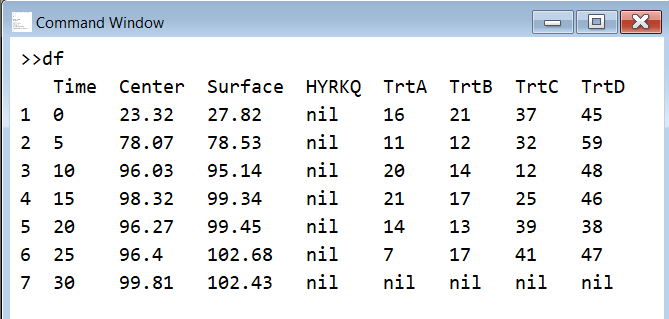 Command Window
>>df
Time Center Surface HYRKQ TrtA TrtB TrtC TrtD
1 0 23.32 27.82 nil 16 21 37 45
2 5 78.07 78.53 nil 11 12 32 59
3 10 96.03 95.14 nil 20 14 12 48
4 15 98.32 99.34 nil 21 17 25 46
5 20 96.27 99.45 nil 14 13 39 38
6 25 96.4 102.68 nil 7 17 41 47
7 30 99.81 102.43 nil nil nil nil nil